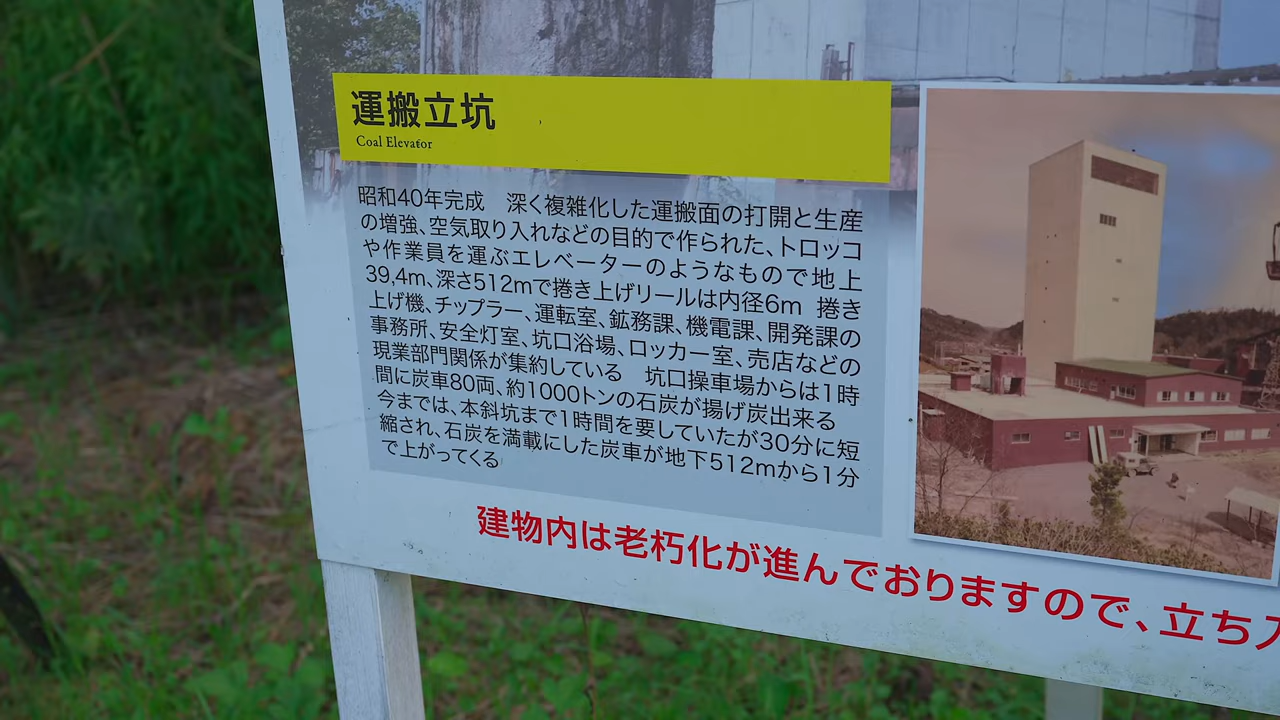 運搬立坑
Coal Elevator
昭和40年完成　深く複雑化した運搬面の打開と生産
の増強、空気取り入れなどの目的で作られた、トロッコ
や作業員を運ぶエレベーターのようなもので地上
39,4m、深さ512mで捲き上げリールは内径6m 捲き
上げ機、チップラー、運転室、鉱務課、機電課、開発課の
事務所、安全灯室、坑口浴場、ロッカー室、売店などの
現業部門関係が集約している　坑口操車場からは1時
間に炭車80両、約1000トンの石炭が揚げ炭出来る
今までは、本斜坑まで1時間を要していたが30分に短
縮され、石炭を満載にした炭車が地下512mから1分
で上がってくる
建物内は老朽化が進んでおりますので、立ち